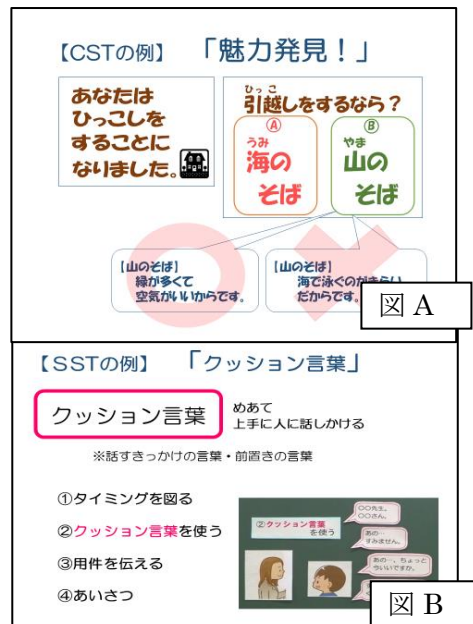 【CSTの例】 「魅力発見！」
あなたは
ひっこしを
することに
なりました。
ひっこ
引越しをするなら？
Ⓐ
うみ
海の
そば
Ⓑ
やま
山の
そば
【山のそば】
緑が多くて
空気がいいからです。
【山のそば】
海で泳ぐのがきらい
だからです。
図 A
【SSTの例】 「クッション言葉」
クッション言葉
めあて
上手に人に話しかける
※話すきっかけの言葉・前置きの言葉
①タイミングを図る
②クッション言葉を使う
③用件を伝える
④あいさつ
②クッション言葉
を使う
〇〇先生。
〇〇さん。
あの…
すみません。
あの…、ちょっと
今いいですか。
図 B